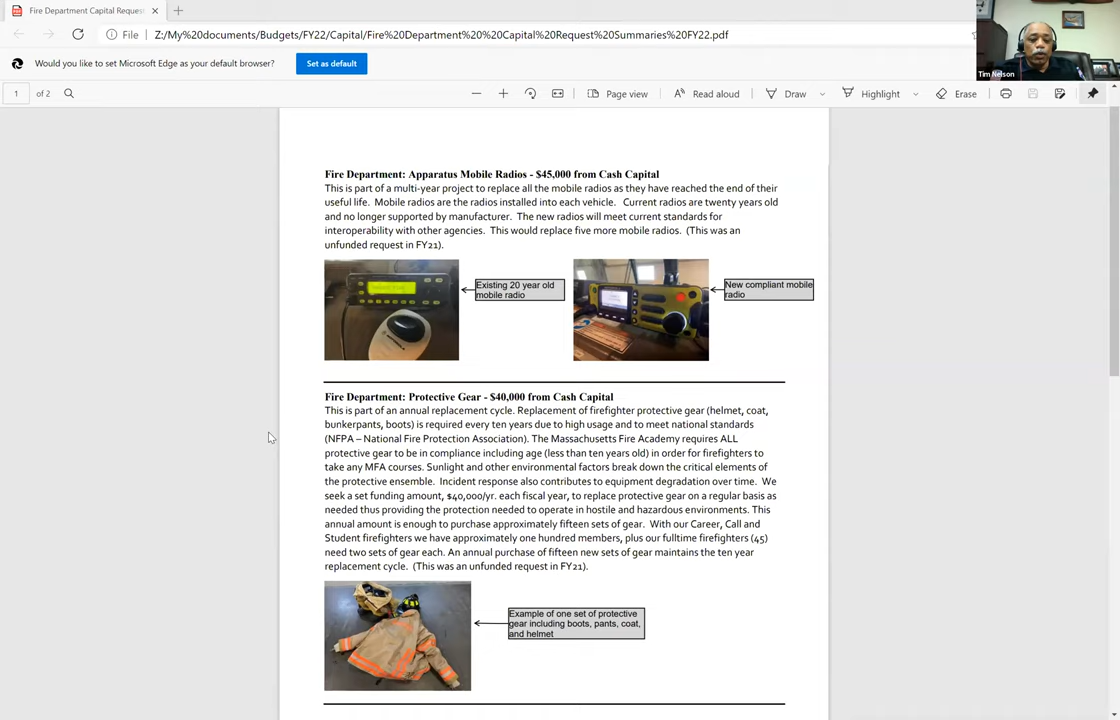 Fire Department Capital Reques
File
Z:/My%20documents/Budgets/FY22/Capital/Fire%20Department%20%20Capital%20Request%20Summaries%20FY22.pdf
Would you like to set Microsoft Edge as your default browser?
Set as default
Tim Nelson
1
of 2
Page view
Read aloud
Draw
Highlight
Erase
Fire Department: Apparatus Mobile Radios - $45,000 from Cash Capital
This is part of a multi-year project to replace all the mobile radios as they have reached the end of their
useful life. Mobile radios are the radios installed into each vehicle. Current radios are twenty years old
and no longer supported by manufacturer. The new radios will meet current standards for
interoperability with other agencies. This would replace five more mobile radios. (This was an
unfunded request in FY21).
Existing 20 year old
mobile radio
New compliant mobile
radio
Fire Department: Protective Gear - $40,000 from Cash Capital
This is part of an annual replacement cycle. Replacement of firefighter protective gear (helmet, coat,
bunkerpants, boots) is required every ten years due to high usage and to meet national standards
(NFPA – National Fire Protection Association). The Massachusetts Fire Academy requires ALL
protective gear to be in compliance including age (less than ten years old) in order for firefighters to
take any MFA courses. Sunlight and other environmental factors break down the critical elements of
the protective ensemble. Incident response also contributes to equipment degradation over time. We
seek a set funding amount, $40,000/yr. each fiscal year, to replace protective gear on a regular basis as
needed thus providing the protection needed to operate in hostile and hazardous environments. This
annual amount is enough to purchase approximately fifteen sets of gear. With our Career, Call and
Student firefighters we have approximately one hundred members, plus our fulltime firefighters (45)
need two sets of gear each. An annual purchase of fifteen new sets of gear maintains the ten year
replacement cycle. (This was an unfunded request in FY21).
Example of one set of protective
gear including boots, pants, coat,
and helmet